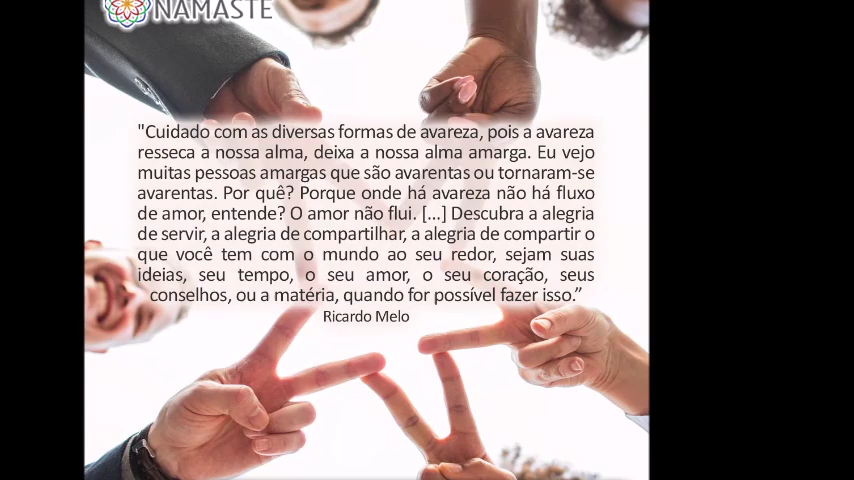 NAMASTE
"Cuidado com as diversas formas de avareza, pois a avareza
resseca a nossa alma, deixa a nossa alma amarga. Eu vejo
muitas pessoas amargas que são avarentas ou tornaram-se
avarentas. Por quê? Porque onde há avareza não há fluxo
de amor, entende? O amor não flui. [...] Descubra a alegria
de servir, a alegria de compartilhar, a alegria de compartir o
que você tem com o mundo ao seu redor, sejam suas
ideias, seu tempo, o seu amor, o seu coração, seus
conselhos, ou a matéria, quando for possível fazer isso.”
Ricardo Melo